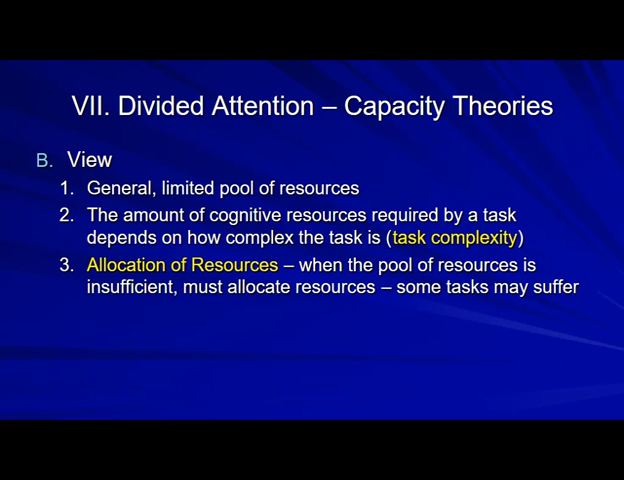 VII. Divided Attention – Capacity Theories
B. View
1. General, limited pool of resources
2. The amount of cognitive resources required by a task
depends on how complex the task is (task complexity)
3. Allocation of Resources – when the pool of resources is
insufficient, must allocate resources – some tasks may suffer